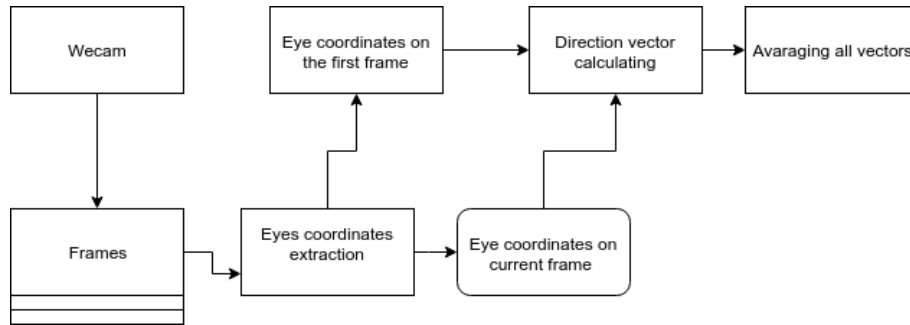 Wecam
Eye coordinates on
the first frame
Direction vector
calculating
Avaraging all vectors
Frames
Eyes coordinates
extraction
Eye coordinates on
current frame